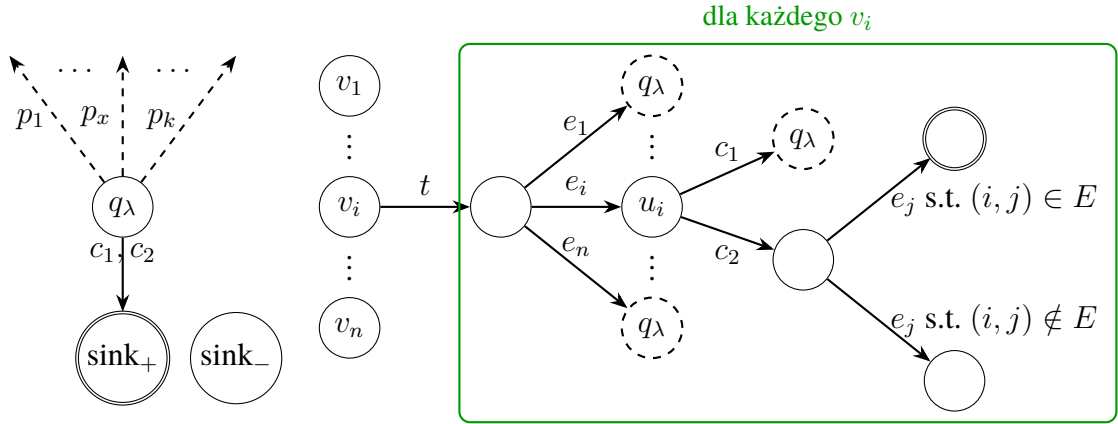 dla każdego v_i
p_1 ... p_x ... p_k
q_λ
c_1, c_2
sink_+
sink_−
v_1
⋮
v_i
⋮
v_n
t
e_1
e_i
e_n
q_λ
⋮
u_i
⋮
q_λ
c_1
c_2
q_λ
e_j s.t. (i, j) ∈ E
e_j s.t. (i, j) ∉ E